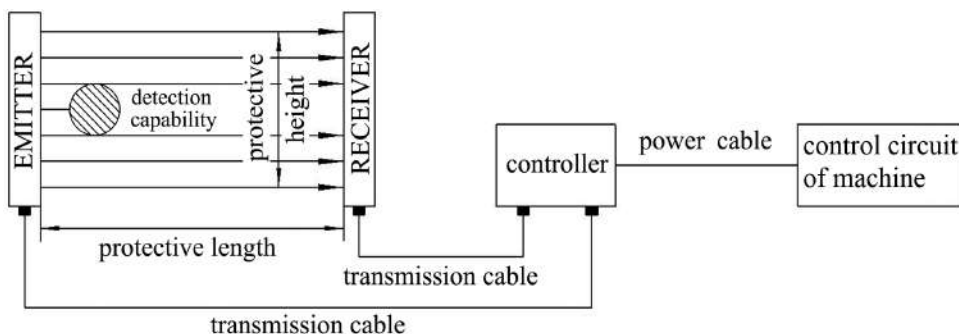 EMITTER
detection
capability
protective
height
RECEIVER
protective length
transmission cable
transmission cable
controller
power cable
control circuit
of machine